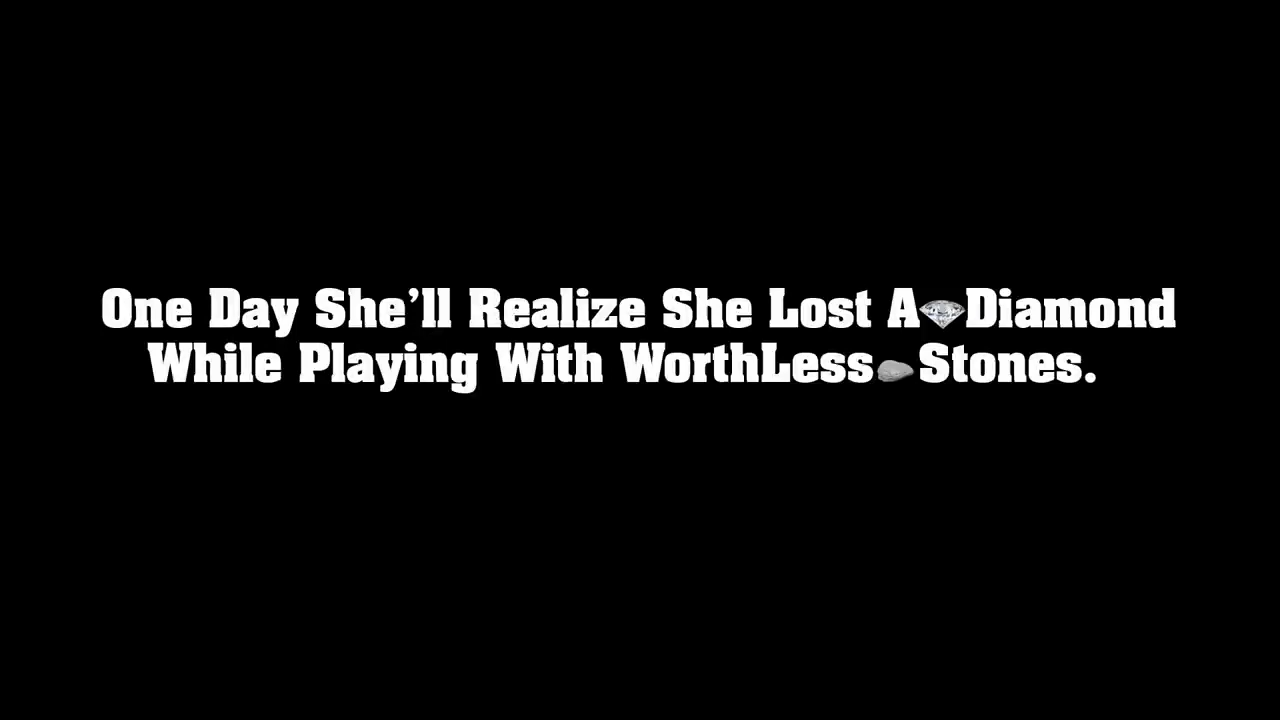 One Day She’ll Realize She Lost A💎Diamond
While Playing With WorthLess🪨Stones.